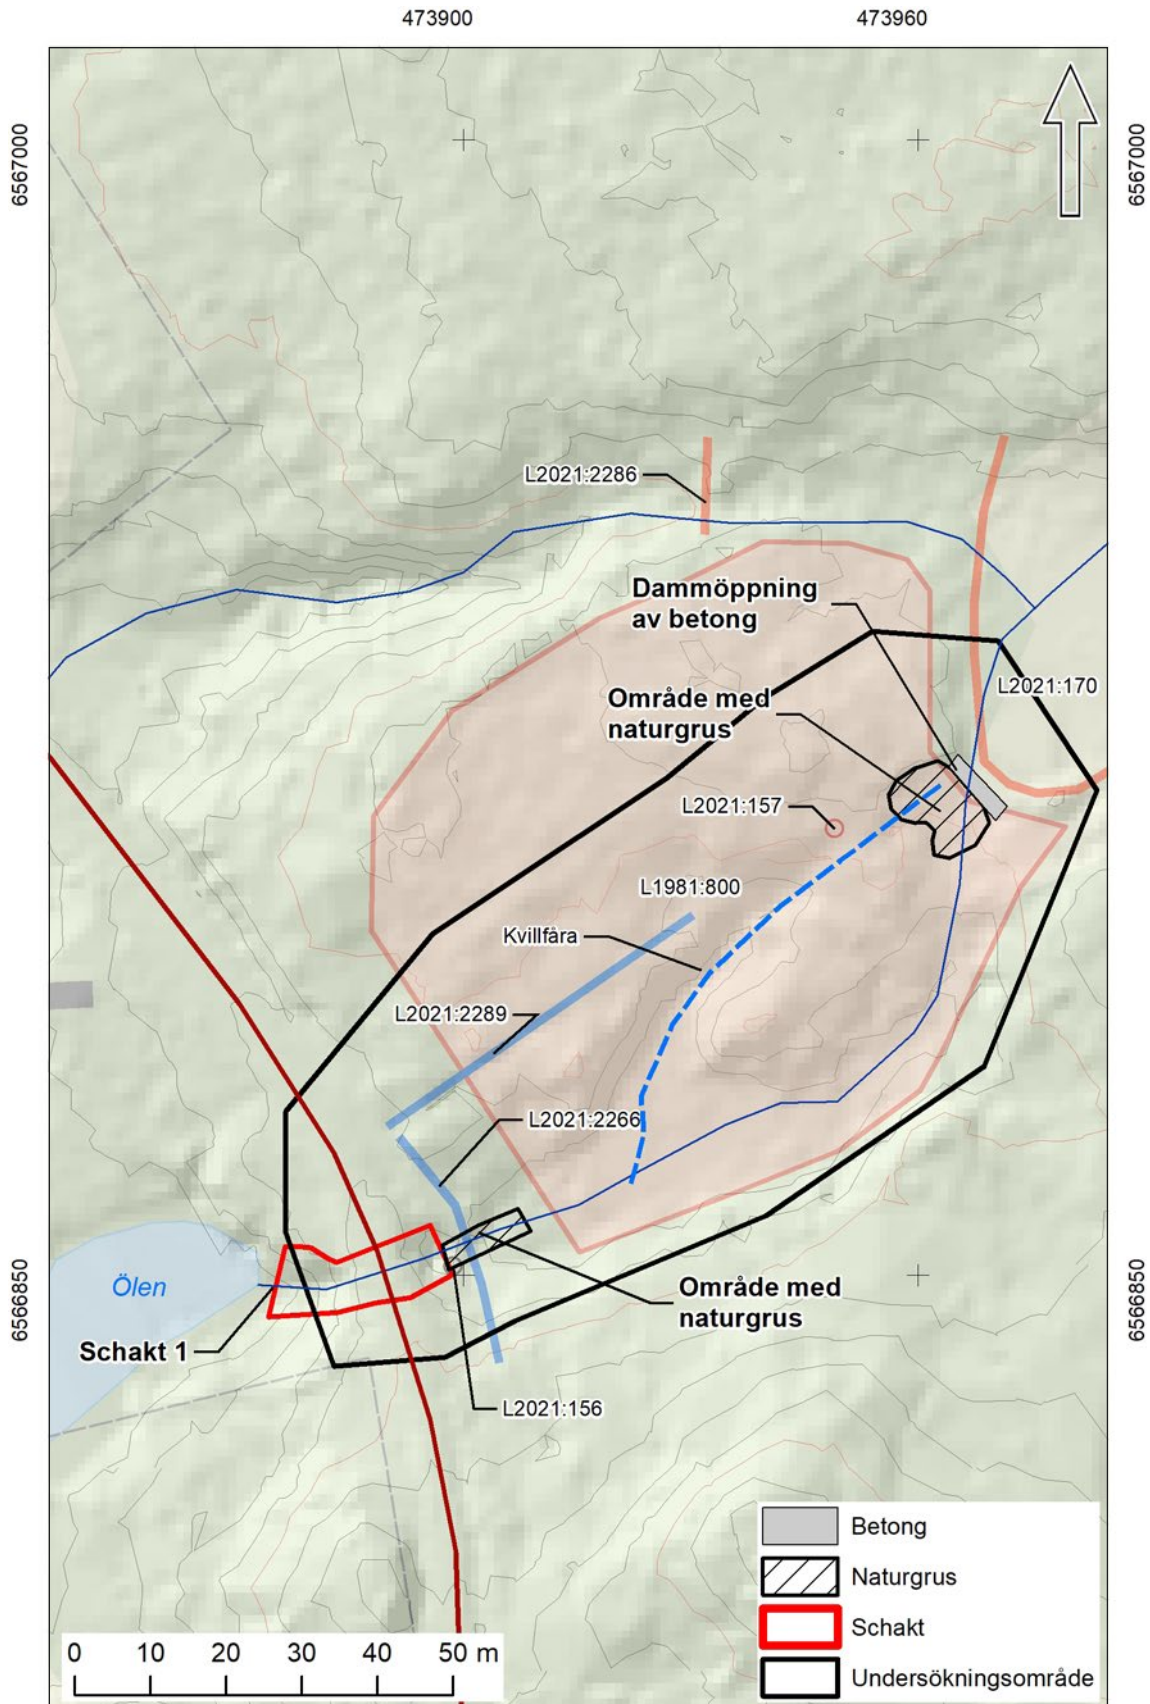 473900
473960
6567000
6567000
L2021:2286
Dammöppning
av betong
L2021:170
Område med
naturgrus
L2021:157
L1981:800
Kvillfåra
L2021:2289
L2021:2266
6566850
6566850
Ölen
Område med
naturgrus
Schakt 1
L2021:156
Betong
Naturgrus
Schakt
Undersökningsområde
0 10 20 30 40 50 m